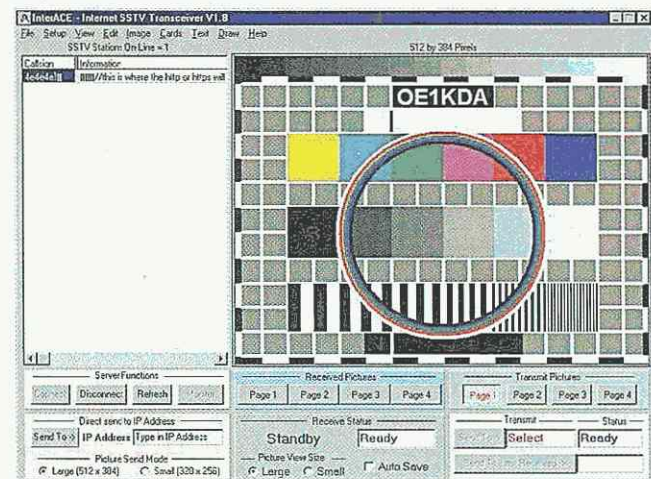 InterACE - Internet SSTV Transceiver V1.8
File Setup View Edit Image Cards Text Draw Help
SSTV Stations On Line = 1
512 by 384 Pixels
Callsign Information
//this is where the http or https will
OE1KDA
Server Functions
Connect Disconnect Refresh
Received Pictures
Page 1 Page 2 Page 3 Page 4
Transmit Pictures
Page 1 Page 2 Page 3 Page 4
Direct send to IP Address
Send To > IP Address Type in IP Address
Picture Send Mode
Large (512 x 384) Small (320 x 256)
Receive Status
Standby Ready
Picture View Size
Large Small Auto Save
Transmit Status
Select Ready